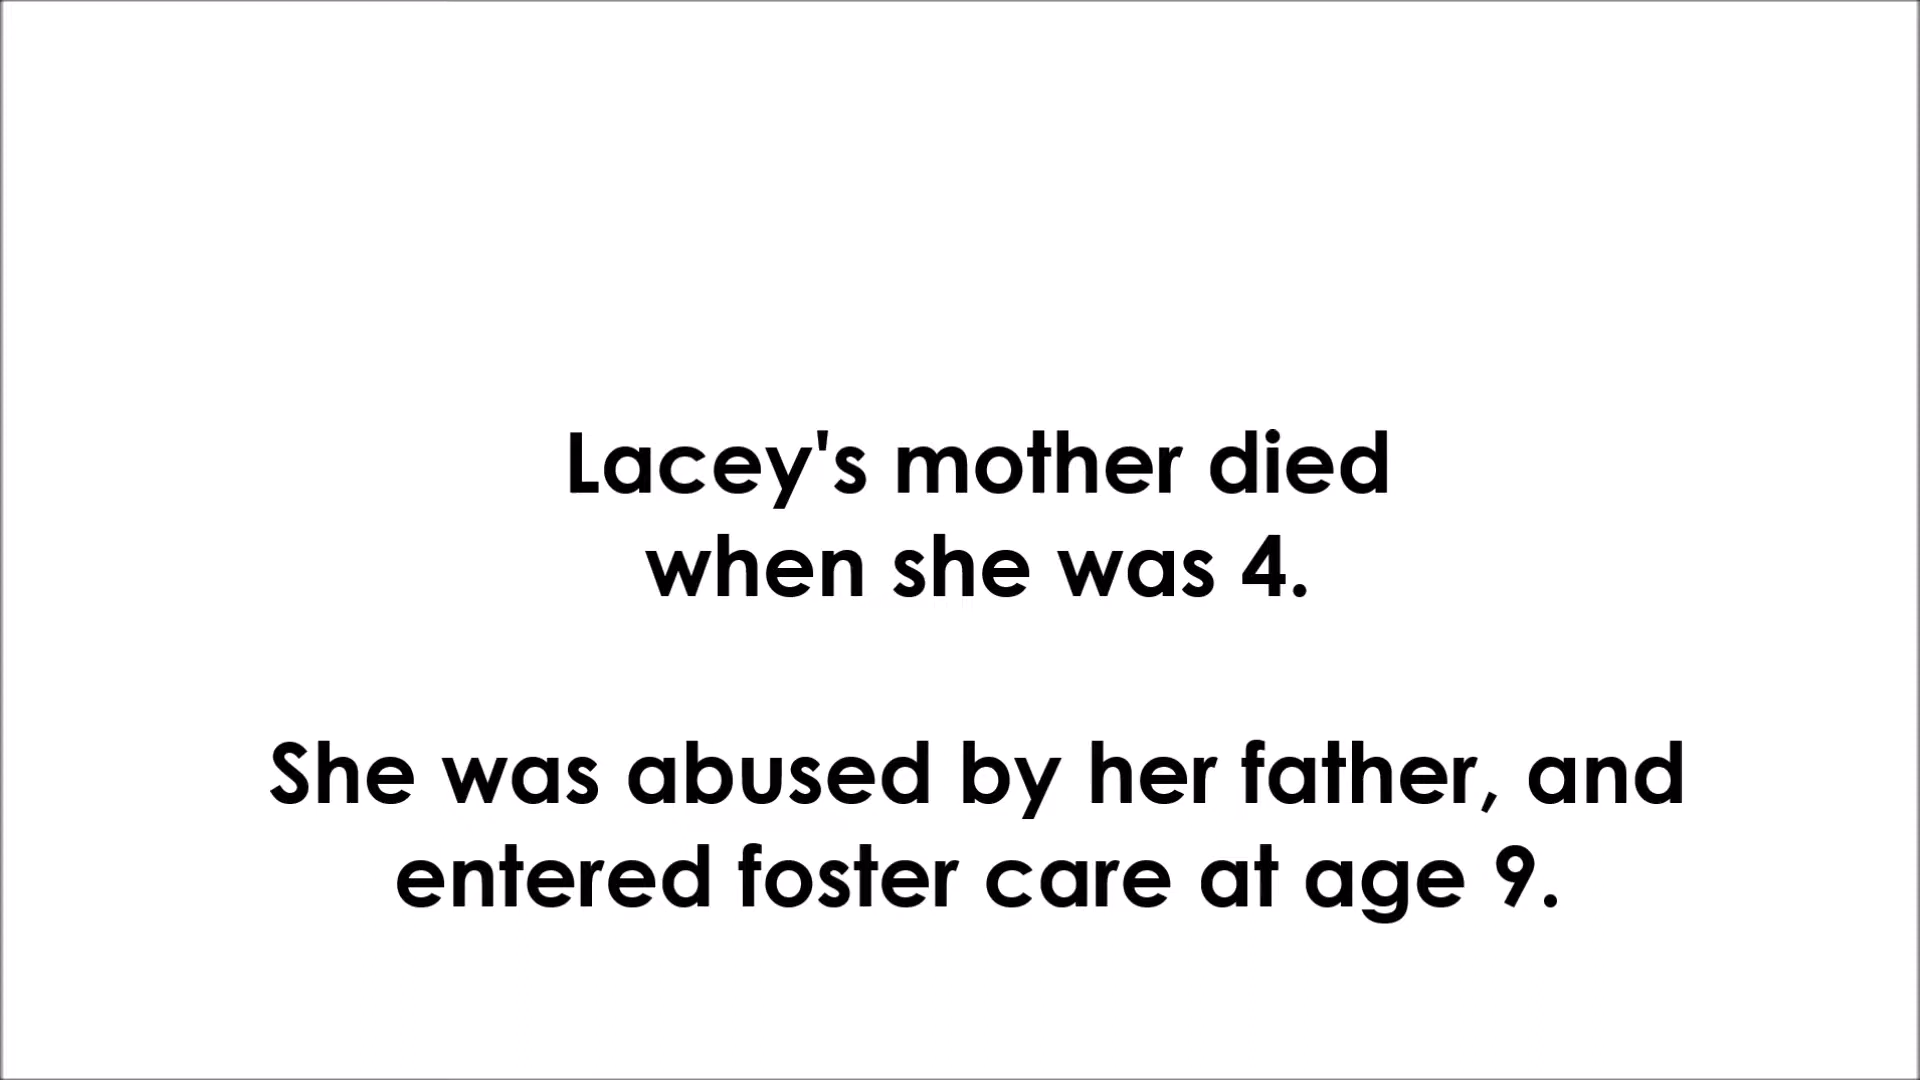 Lacey's mother died
when she was 4.
She was abused by her father, and
entered foster care at age 9.